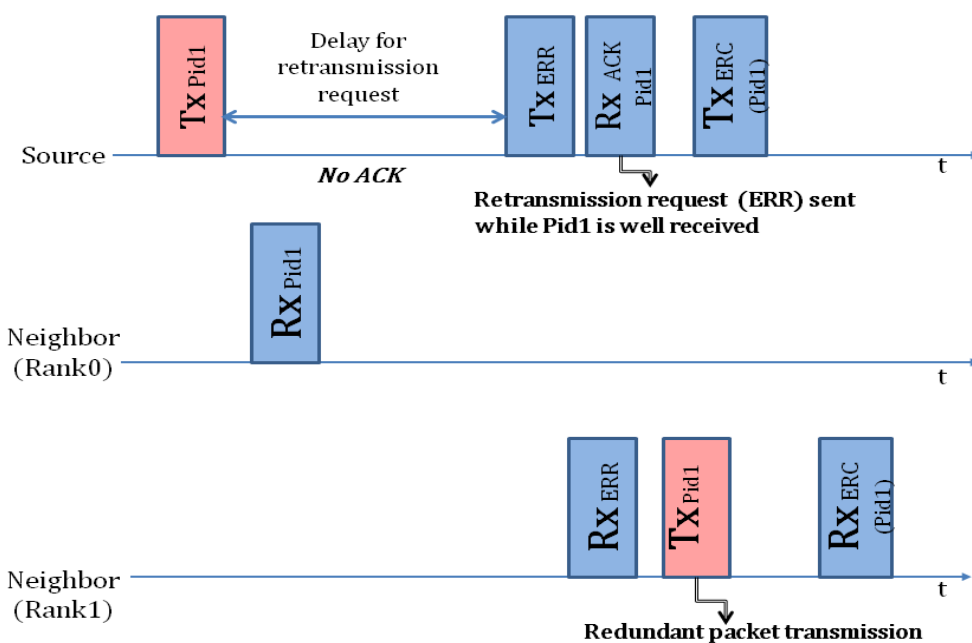 Tx Pid1
Delay for
retransmission
request
Tx ERR
Rx ACK
Pid1
Tx ERC
(Pid1)
Source
No ACK
t
Retransmission request (ERR) sent
while Pid1 is well received
Rx Pid1
Neighbor
(Rank0)
t
Rx ERR
Tx Pid1
Rx ERC
(Pid1)
Neighbor
(Rank1)
t
Redundant packet transmission